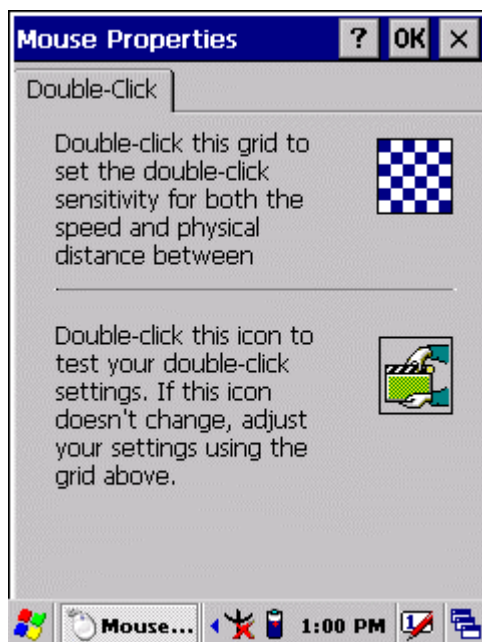 Mouse Properties ? OK ×
Double-Click
Double-click this grid to
set the double-click
sensitivity for both the
speed and physical
distance between
Double-click this icon to
test your double-click
settings. If this icon
doesn't change, adjust
your settings using the
grid above.
Mouse... 1:00 PM